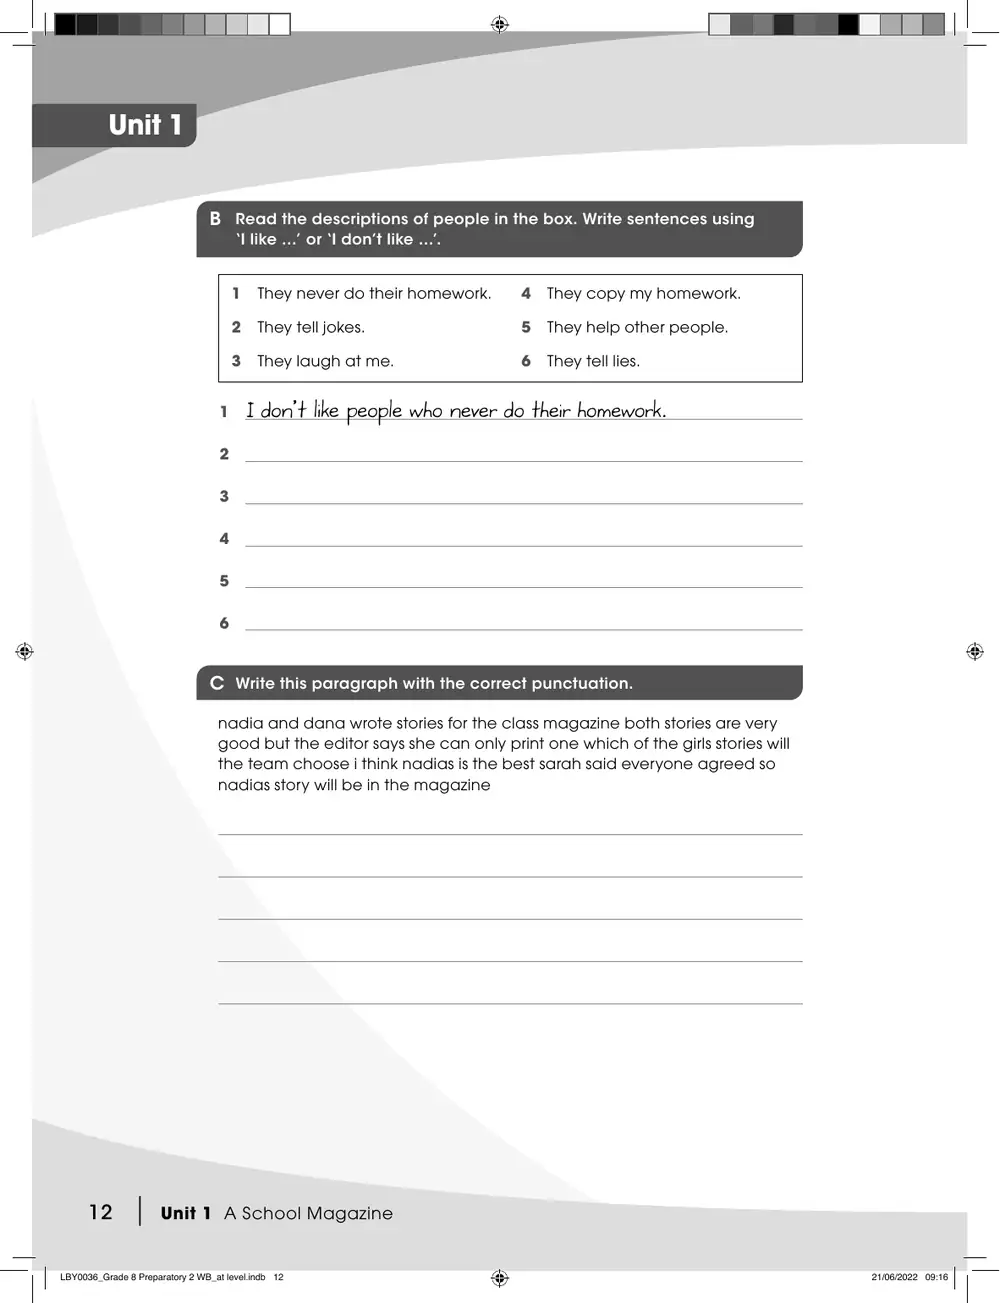 Unit 1
B Read the descriptions of people in the box. Write sentences using
‘I like ...’ or ‘I don’t like ...’.
1 They never do their homework.
2 They tell jokes.
3 They laugh at me.
4 They copy my homework.
5 They help other people.
6 They tell lies.
1 I don’t like people who never do their homework.
2
3
4
5
6
C Write this paragraph with the correct punctuation.
nadia and dana wrote stories for the class magazine both stories are very
good but the editor says she can only print one which of the girls stories will
the team choose i think nadias is the best sarah said everyone agreed so
nadias story will be in the magazine
12 Unit 1 A School Magazine
LBY0036_Grade 8 Preparatory 2 WB_at level.indb 12
21/06/2022 09:16